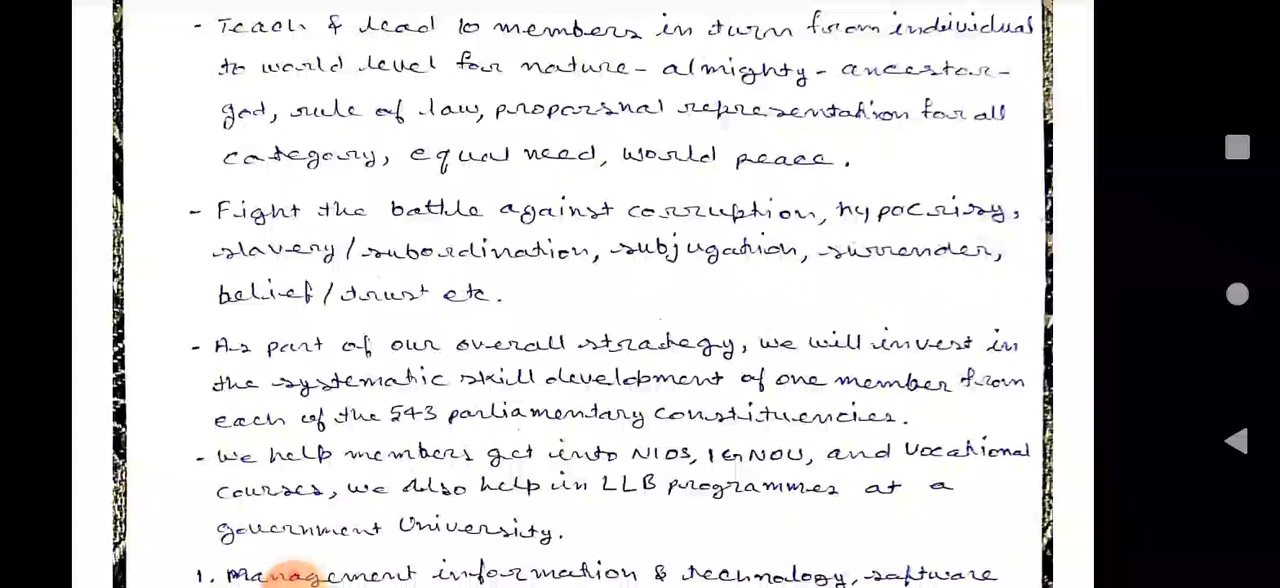 - Teach & lead 10 members in turn from individual
to world level for nature - almighty - ancestor -
god, rule of law, proparsnal representation for all
category, equal need, world peace.
- Fight the battle against corruption, hypocrisy,
slavery/subordination, subjugation, surrender,
belief/trust etc.
- As part of our overall strategy, we will invest in
the systematic skill development of one member from
each of the 543 parliamentary constituencies.
- We help members get into NIOS, IGNOU, and Vocational
courses, we also help in LLB programmes at a
government University.
1. Management information & technology, software